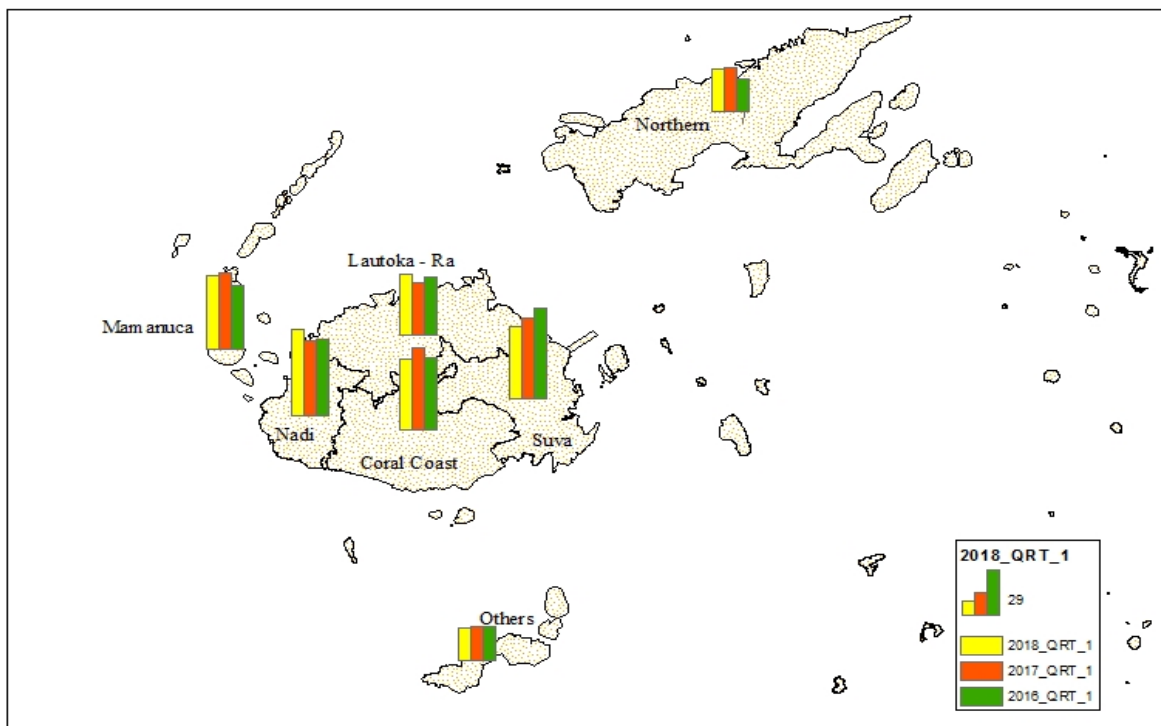 Northern
Lautoka - Ra
Mamanuca
Nadi
Coral Coast
Suva
Others
2018_QRT_1
29
2018_QRT_1
2017_QRT_1
2016_QRT_1